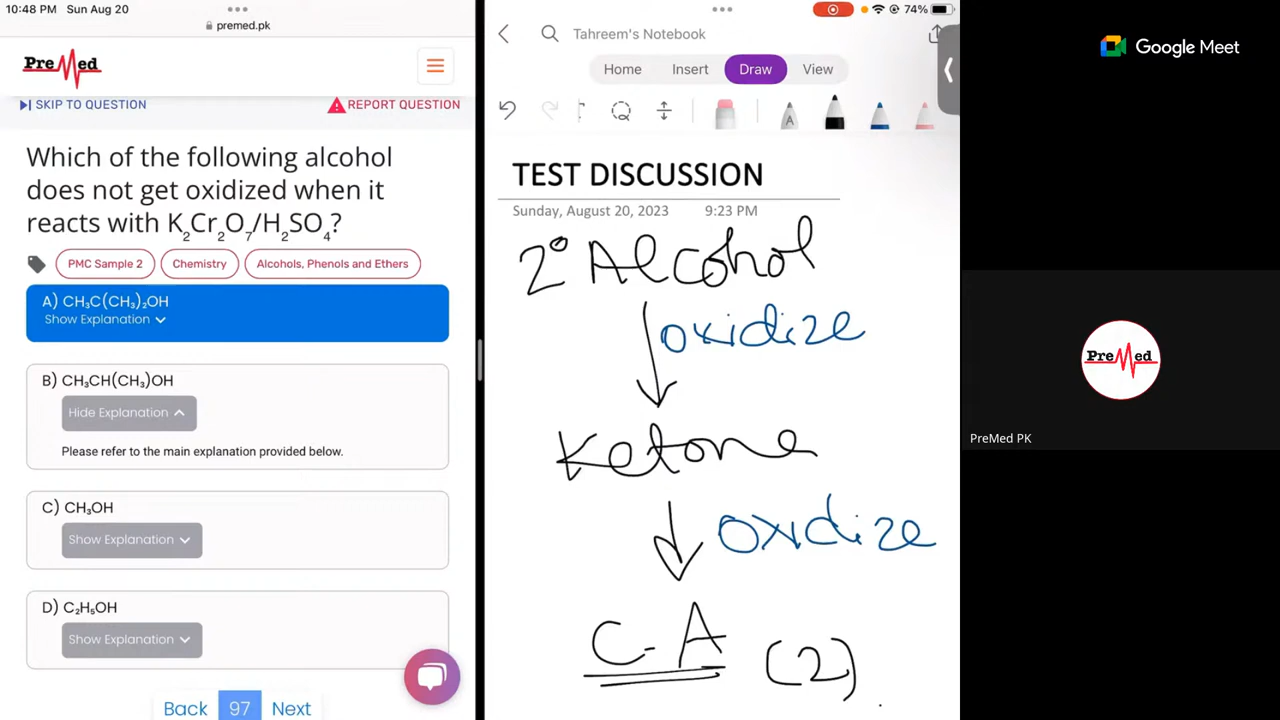 10:48 PM Sun Aug 20
premed.pk
PreMed
SKIP TO QUESTION
REPORT QUESTION
Which of the following alcohol
does not get oxidized when it
reacts with K₂Cr₂O₇/H₂SO₄?
PMC Sample 2
Chemistry
Alcohols, Phenols and Ethers
A) CH₃C(CH₃)₂OH
Show Explanation
B) CH₃CH(CH₃)OH
Hide Explanation
Please refer to the main explanation provided below.
C) CH₃OH
Show Explanation
D) C₂H₅OH
Show Explanation
Back 97 Next
74%
Tahreem's Notebook
Home Insert Draw View
A
TEST DISCUSSION
Sunday, August 20, 2023 9:23 PM
2° Alcohol
oxidize
Ketone
oxidize
C-A (2)
Google Meet
PreMed
PreMed PK